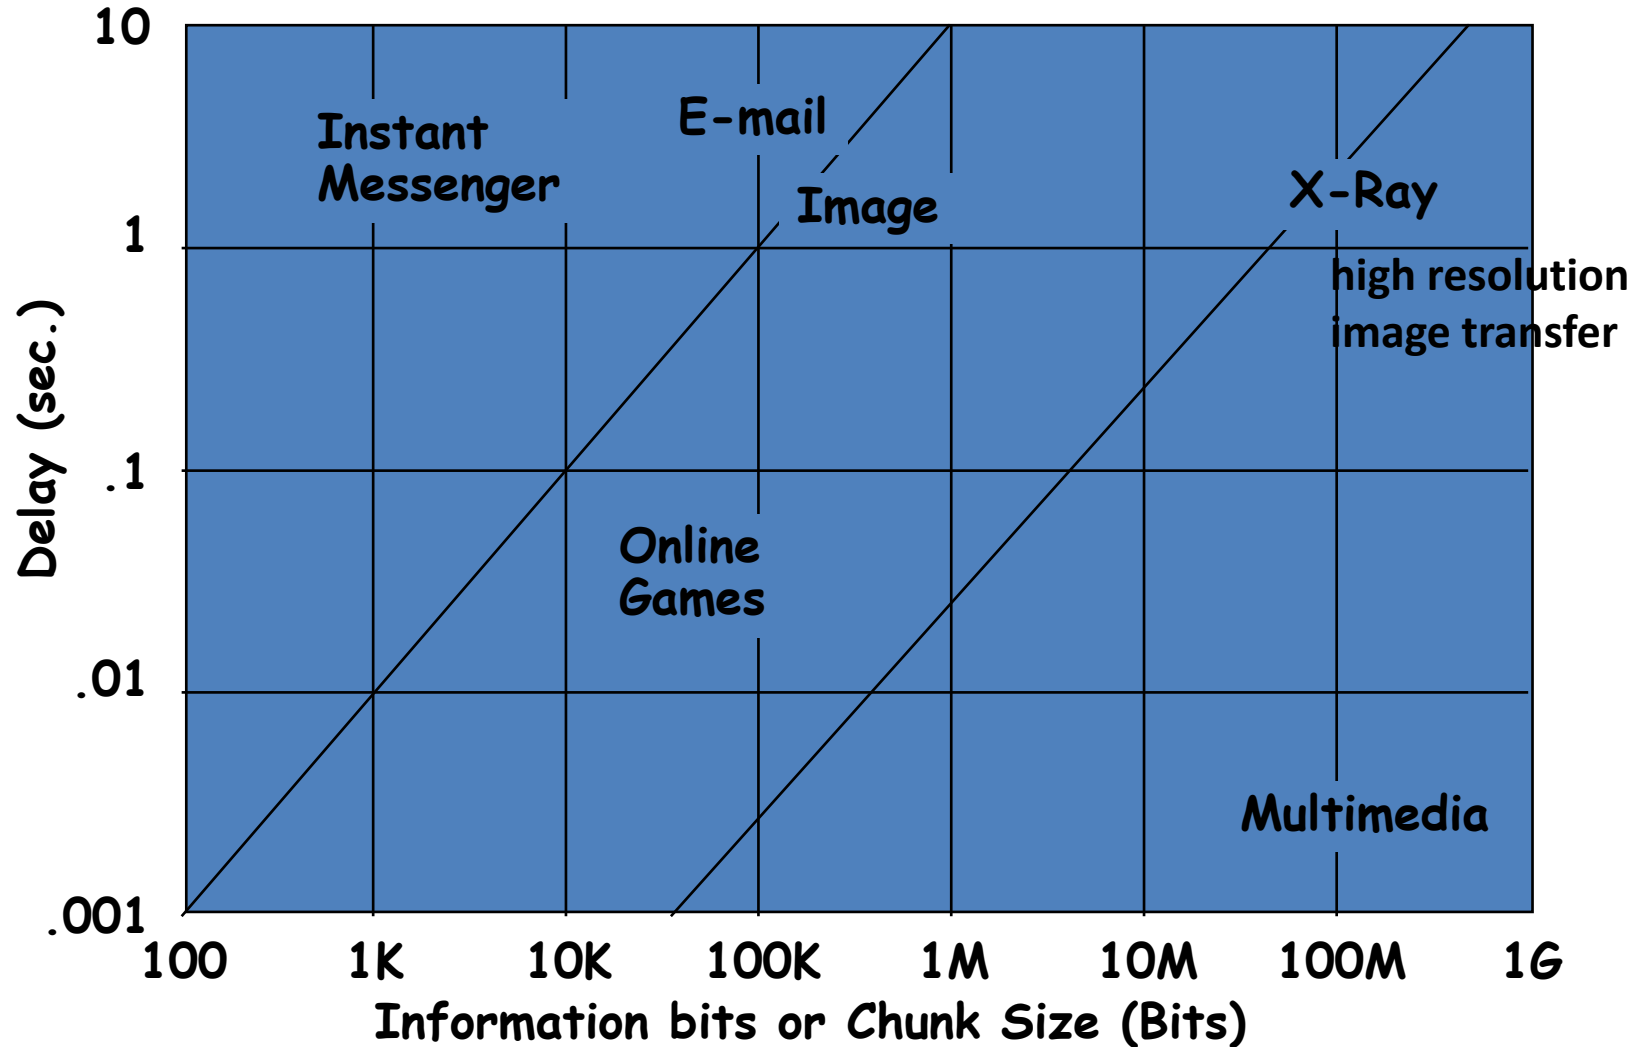 10
Instant
Messenger
E-mail
Image
X-Ray
1
high resolution
image transfer
Delay (sec.)
.1
Online
Games
.01
Multimedia
.001
100 1K 10K 100K 1M 10M 100M 1G
Information bits or Chunk Size (Bits)